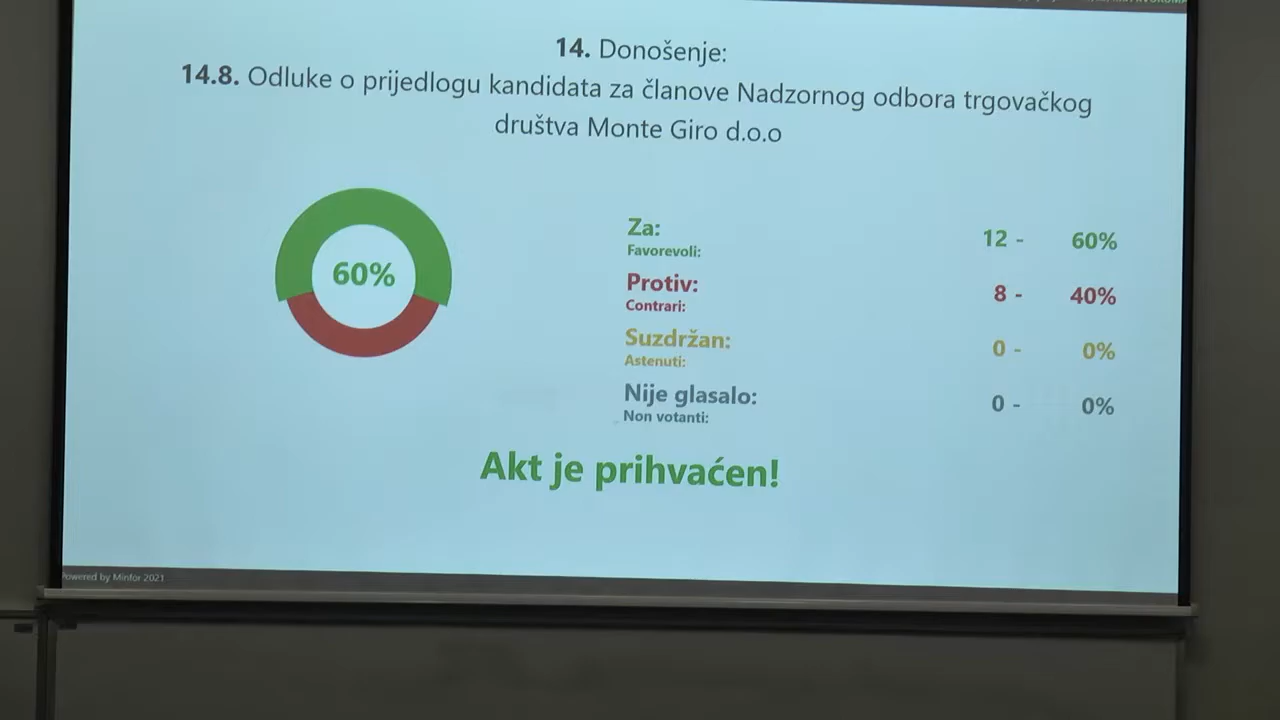 14. Donošenje:
14.8. Odluke o prijedlogu kandidata za članove Nadzornog odbora trgovačkog
društva Monte Giro d.o.o
60%
Za: 12 - 60%
Favorevoli:
Protiv: 8 - 40%
Contrari:
Suzdržan: 0 - 0%
Astenuti:
Nije glasalo: 0 - 0%
Non votanti:
Akt je prihvaćen!
Powered by Minfor 2021